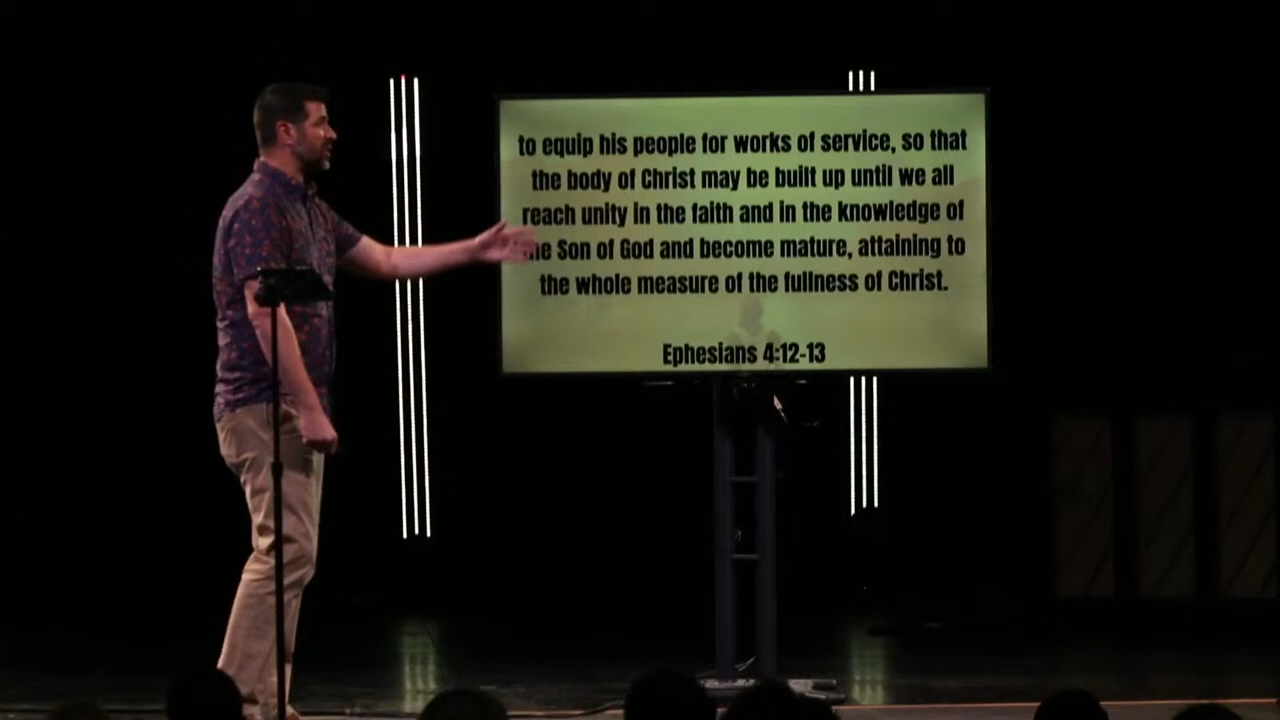 to equip his people for works of service, so that
the body of Christ may be built up until we all
reach unity in the faith and in the knowledge of
the Son of God and become mature, attaining to
the whole measure of the fullness of Christ.
Ephesians 4:12-13